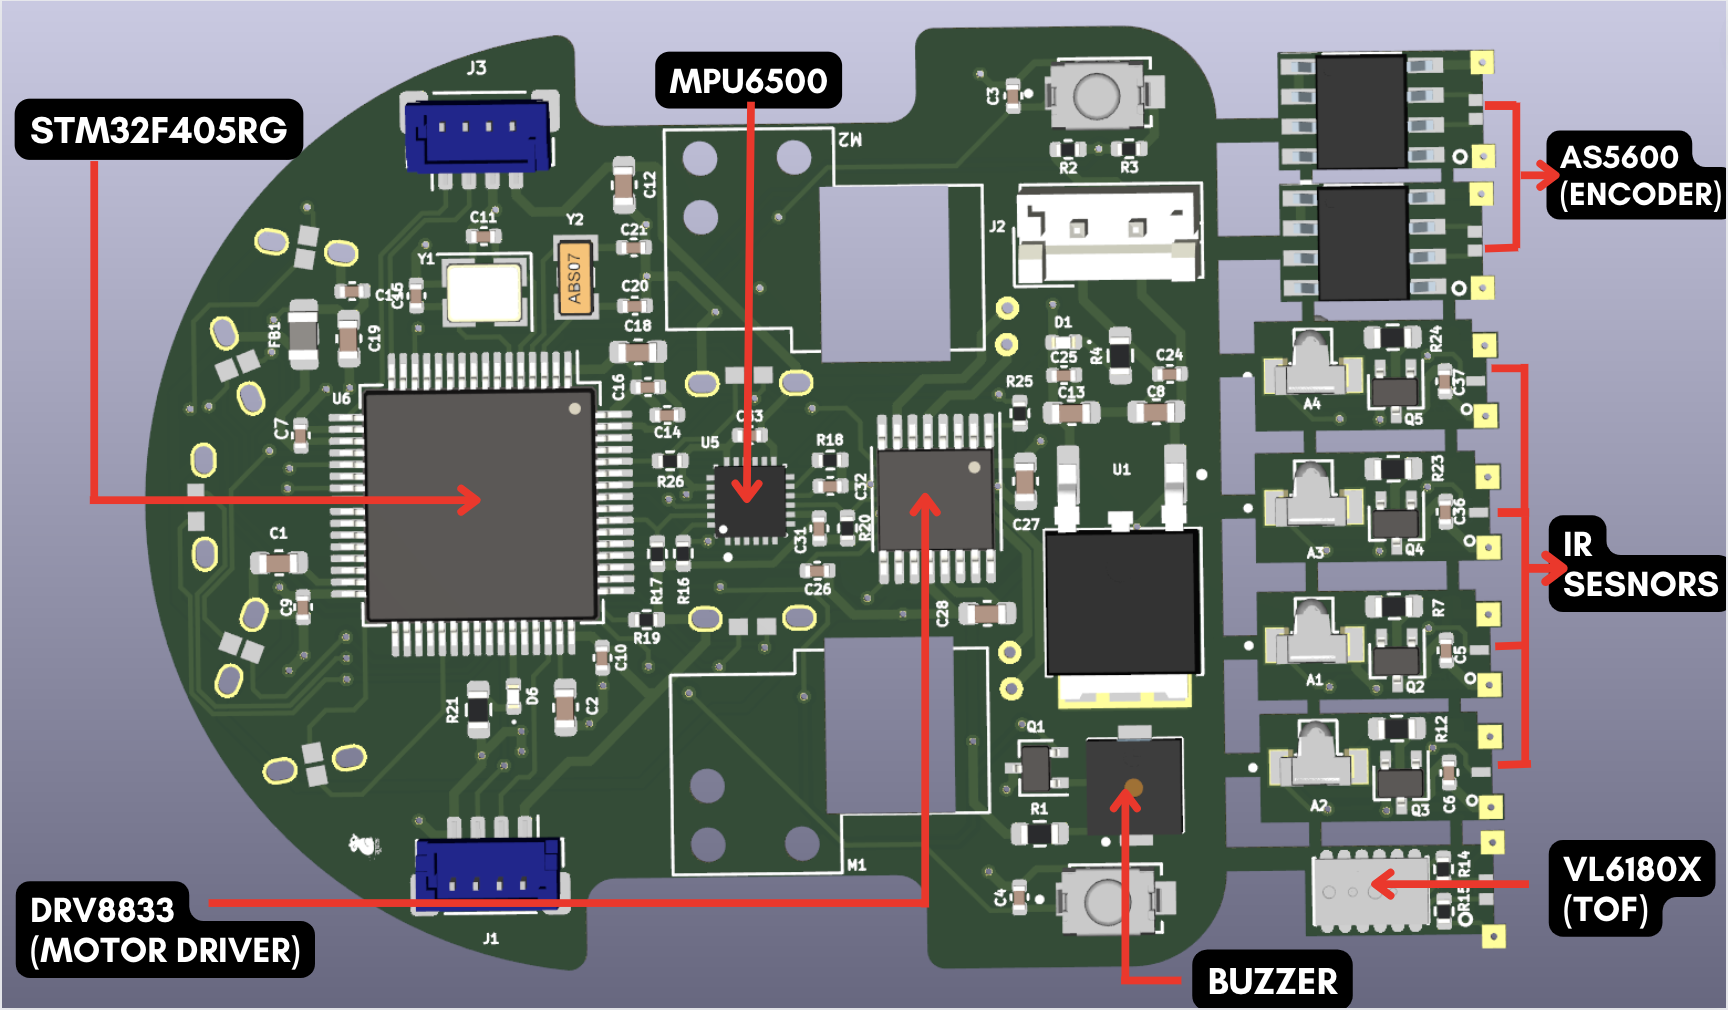 STM32F405RG
MPU6500
AS5600
(ENCODER)
IR
SESNORS
VL6180X
(TOF)
BUZZER
DRV8833
(MOTOR DRIVER)
J3
M2
C3
R2
R3
J2
C12
C11
Y2
Y1
ABS07
C21
C20
C18
C15
FB1
C19
U6
C16
C14
C7
U5
R26
R18
C32
C31
R20
C26
R17
R16
R19
C10
C1
C9
R21
D6
C2
D1
C25
R4
C24
R25
C13
C8
U1
C27
C28
Q1
R1
C4
M1
J1
A4
R24
C37
Q5
A3
R23
C36
Q4
A1
R7
C5
Q2
A2
R12
C6
Q3
R14
R15